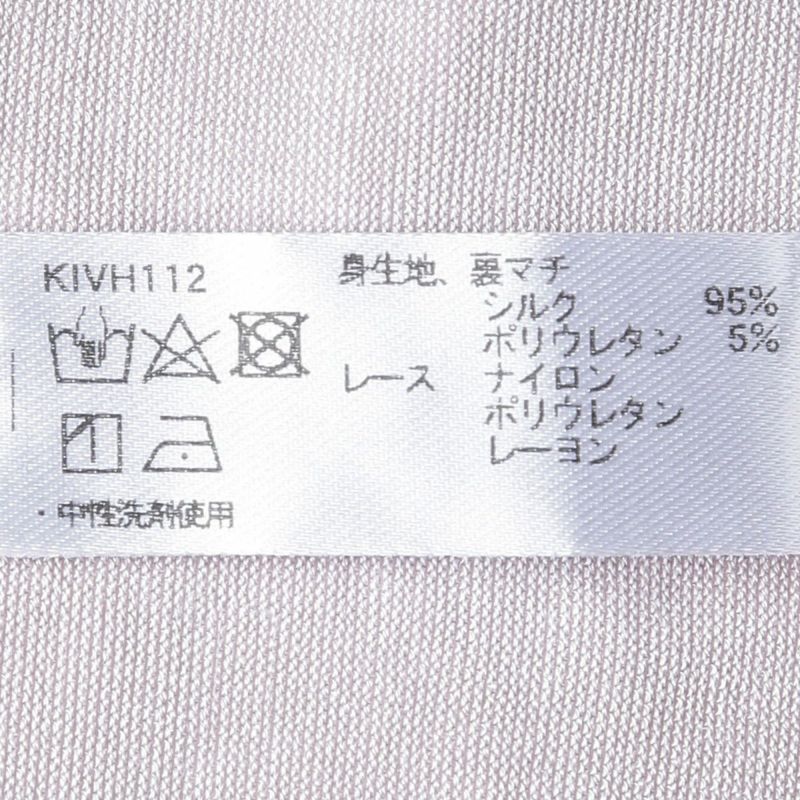 KIVH112
身生地、裏マチ
シルク 95%
ポリウレタン 5%
レース ナイロン
ポリウレタン
レーヨン
・中性洗剤使用